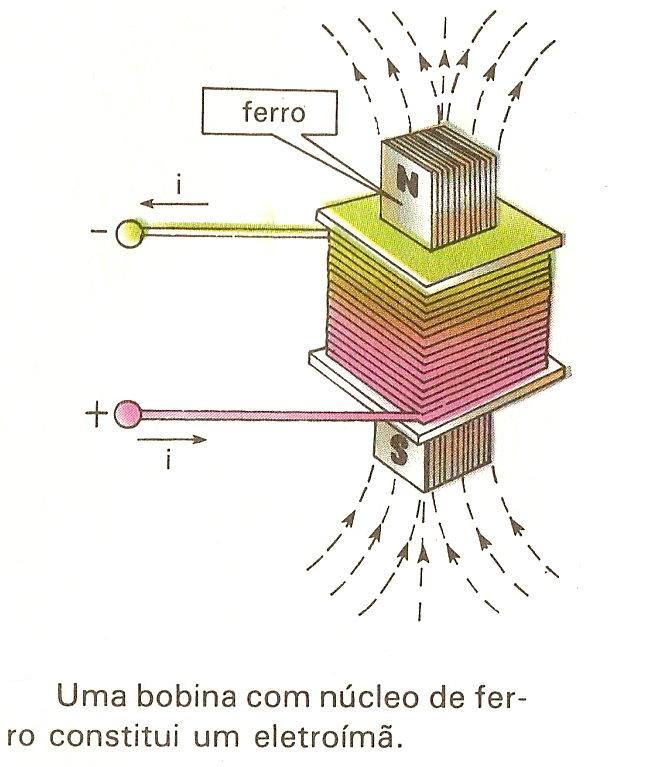 ferro
N
i
−
+
i
S
Uma bobina com núcleo de fer-
ro constitui um eletroímã.